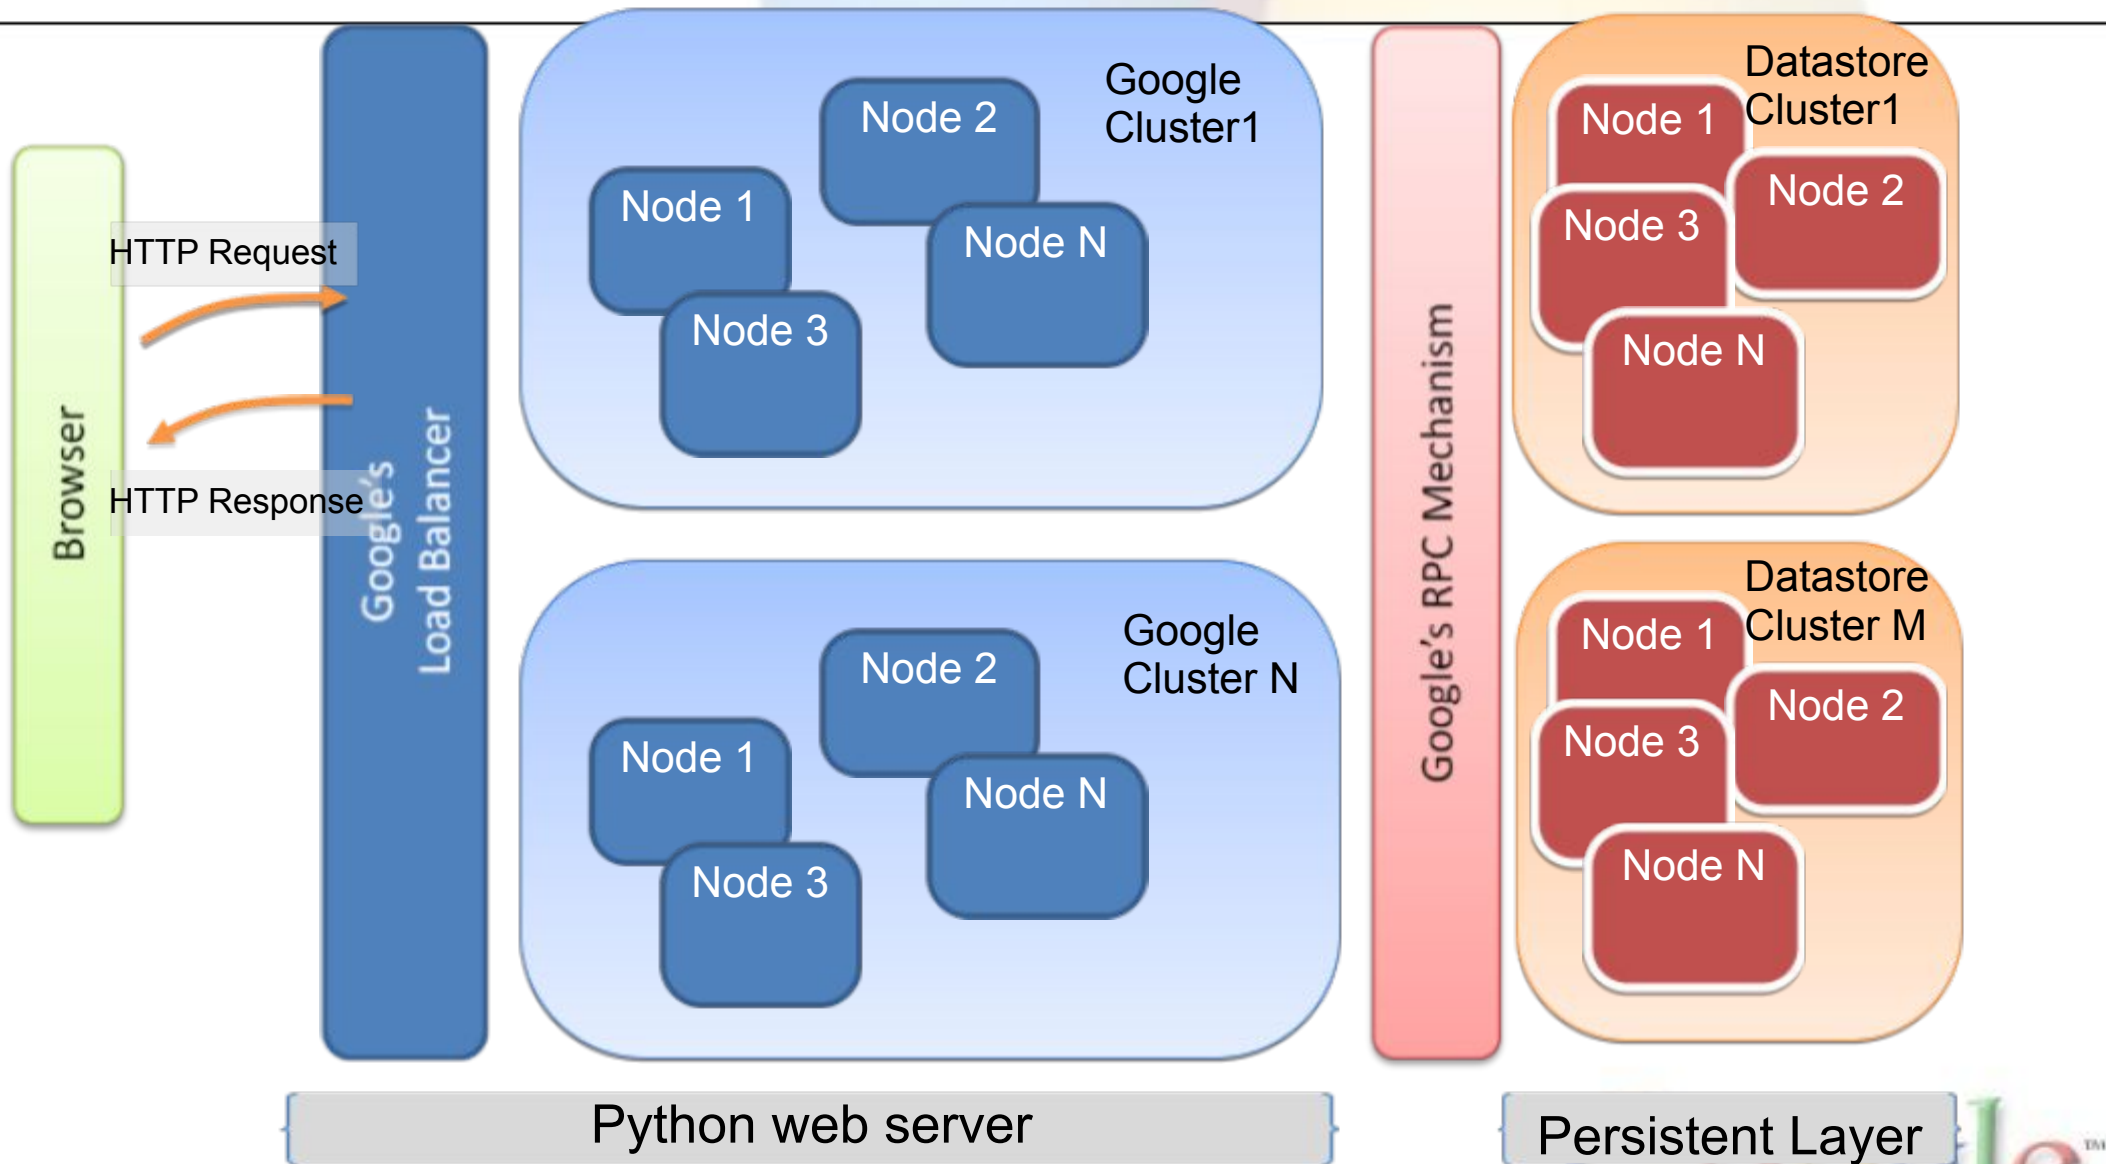 Browser
HTTP Request
HTTP Response
Google's
Load Balancer
Google
Cluster1
Node 1
Node 2
Node 3
Node N
Google
Cluster N
Node 1
Node 2
Node 3
Node N
Google's RPC Mechanism
Datastore
Cluster1
Node 1
Node 2
Node 3
Node N
Datastore
Cluster M
Node 1
Node 2
Node 3
Node N
Python web server
Persistent Layer
TM